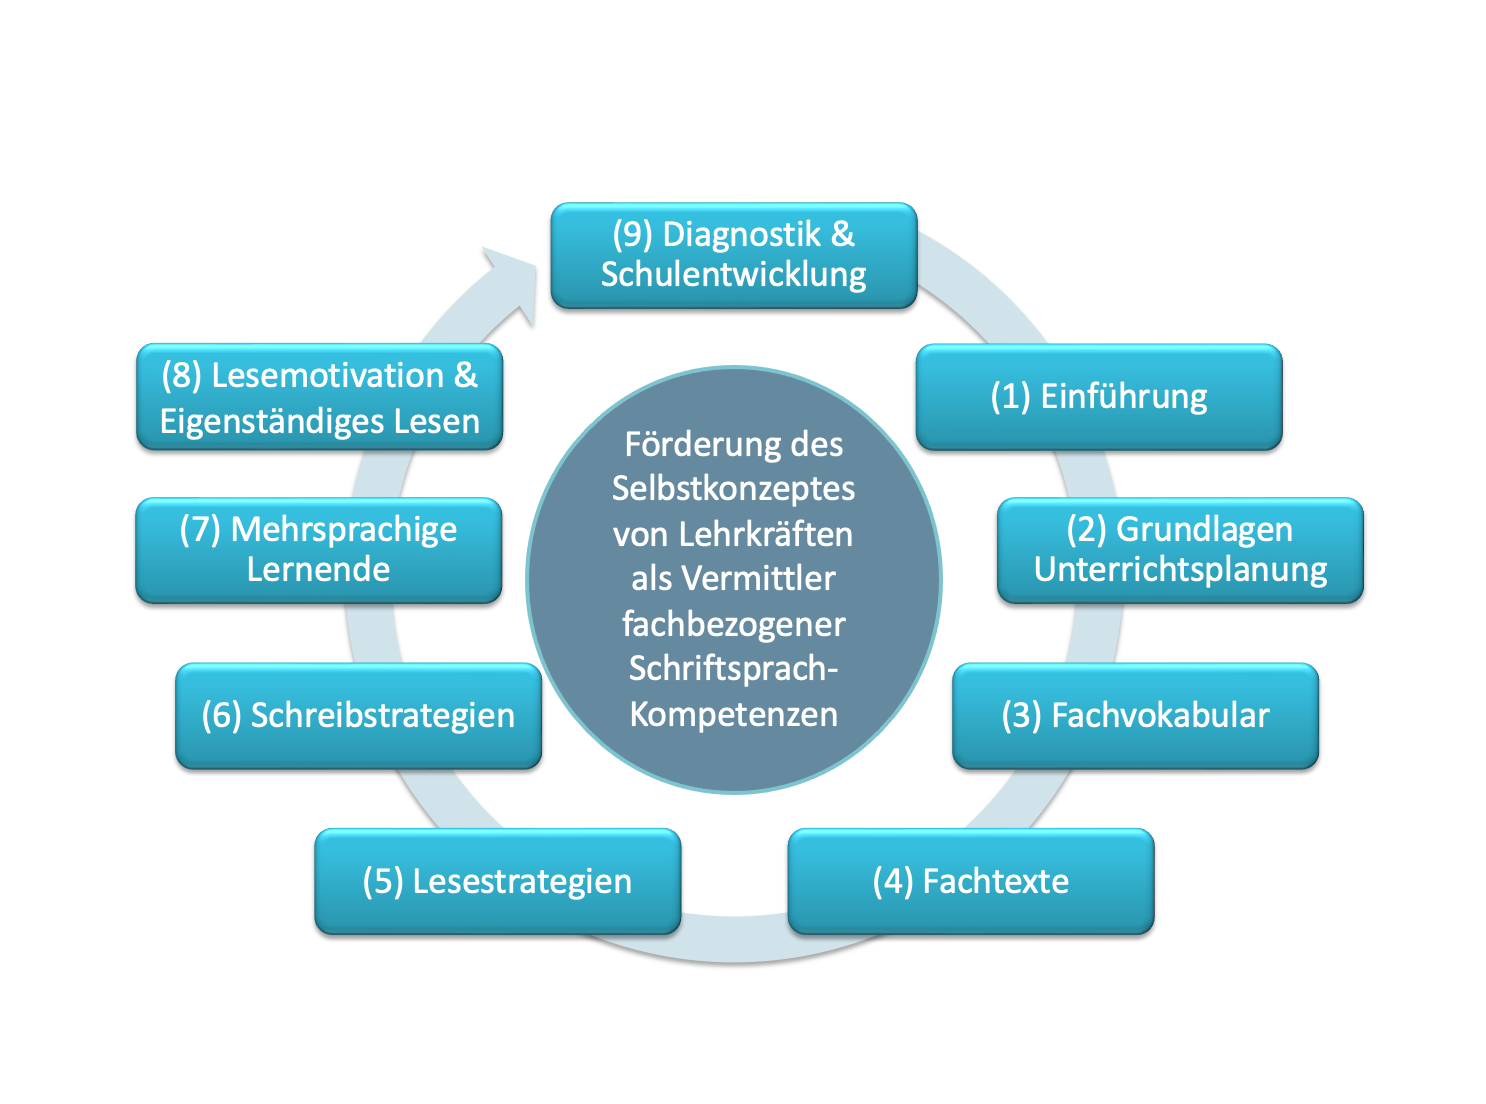 (9) Diagnostik &
Schulentwicklung
(1) Einführung
(2) Grundlagen
Unterrichtsplanung
(3) Fachvokabular
(4) Fachtexte
(5) Lesestrategien
(6) Schreibstrategien
(7) Mehrsprachige
Lernende
(8) Lesemotivation &
Eigenständiges Lesen
Förderung des
Selbstkonzeptes
von Lehrkräften
als Vermittler
fachbezogener
Schriftsprach-
Kompetenzen